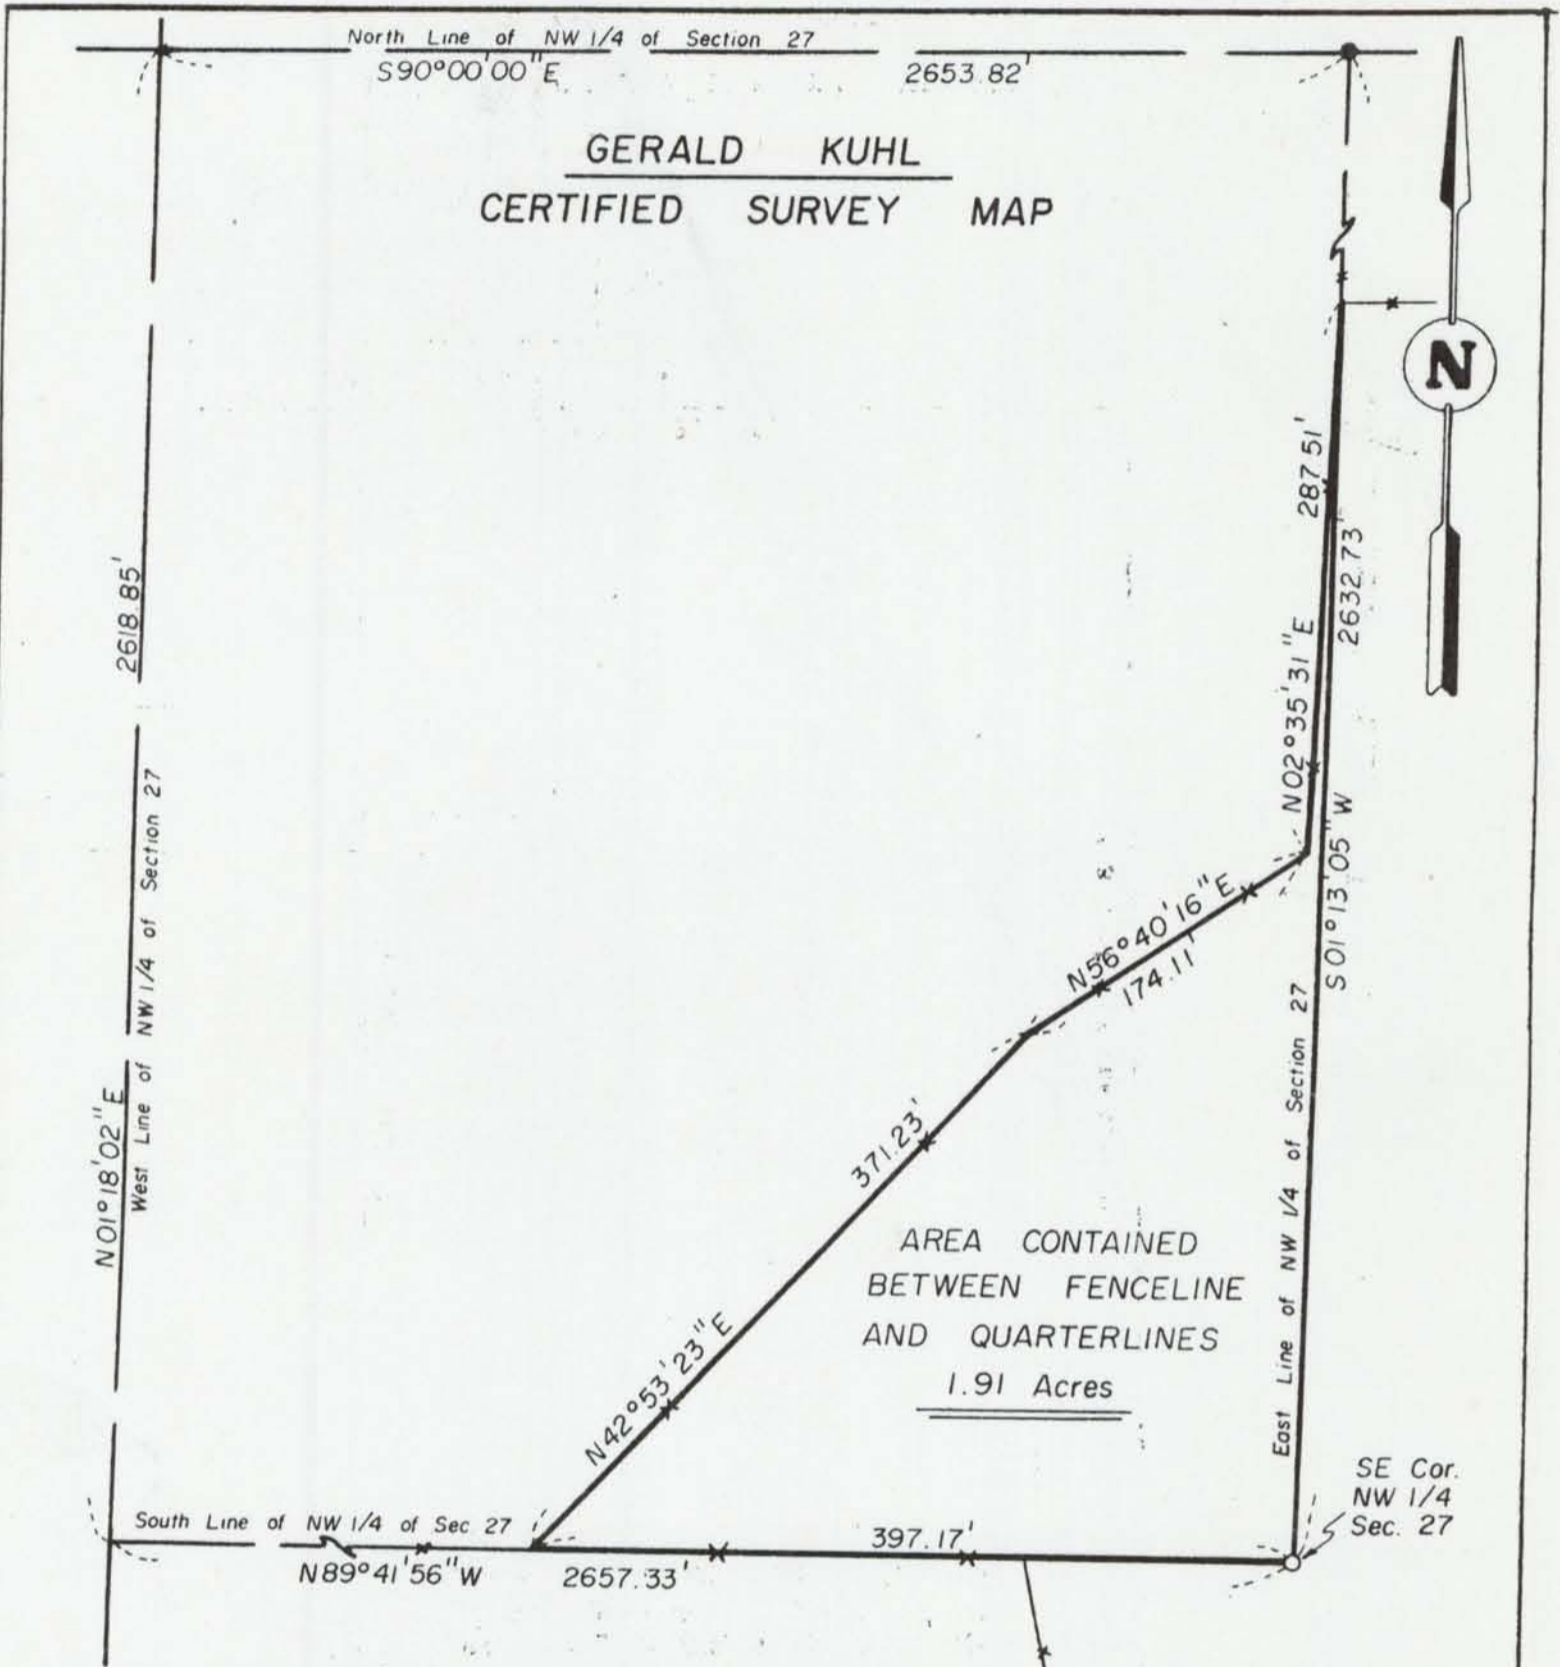 North Line of NW 1/4 of Section 27
S90°00'00"E
2653.82'
GERALD KUHL
CERTIFIED SURVEY MAP
N
287.51'
2632.73'
2618.85'
N02°35'31"E
West Line of NW 1/4 of Section 27
S01°13'05"W
N56°40'16"E
174.11'
East Line of NW 1/4 of Section 27
N01°18'02"E
371.23'
AREA CONTAINED
BETWEEN FENCELINE
AND QUARTERLINES
1.91 Acres
N42°53'23"E
SE Cor.
NW 1/4
Sec. 27
South Line of NW 1/4 of Sec 27
397.17'
N89°41'56"W
2657.33'